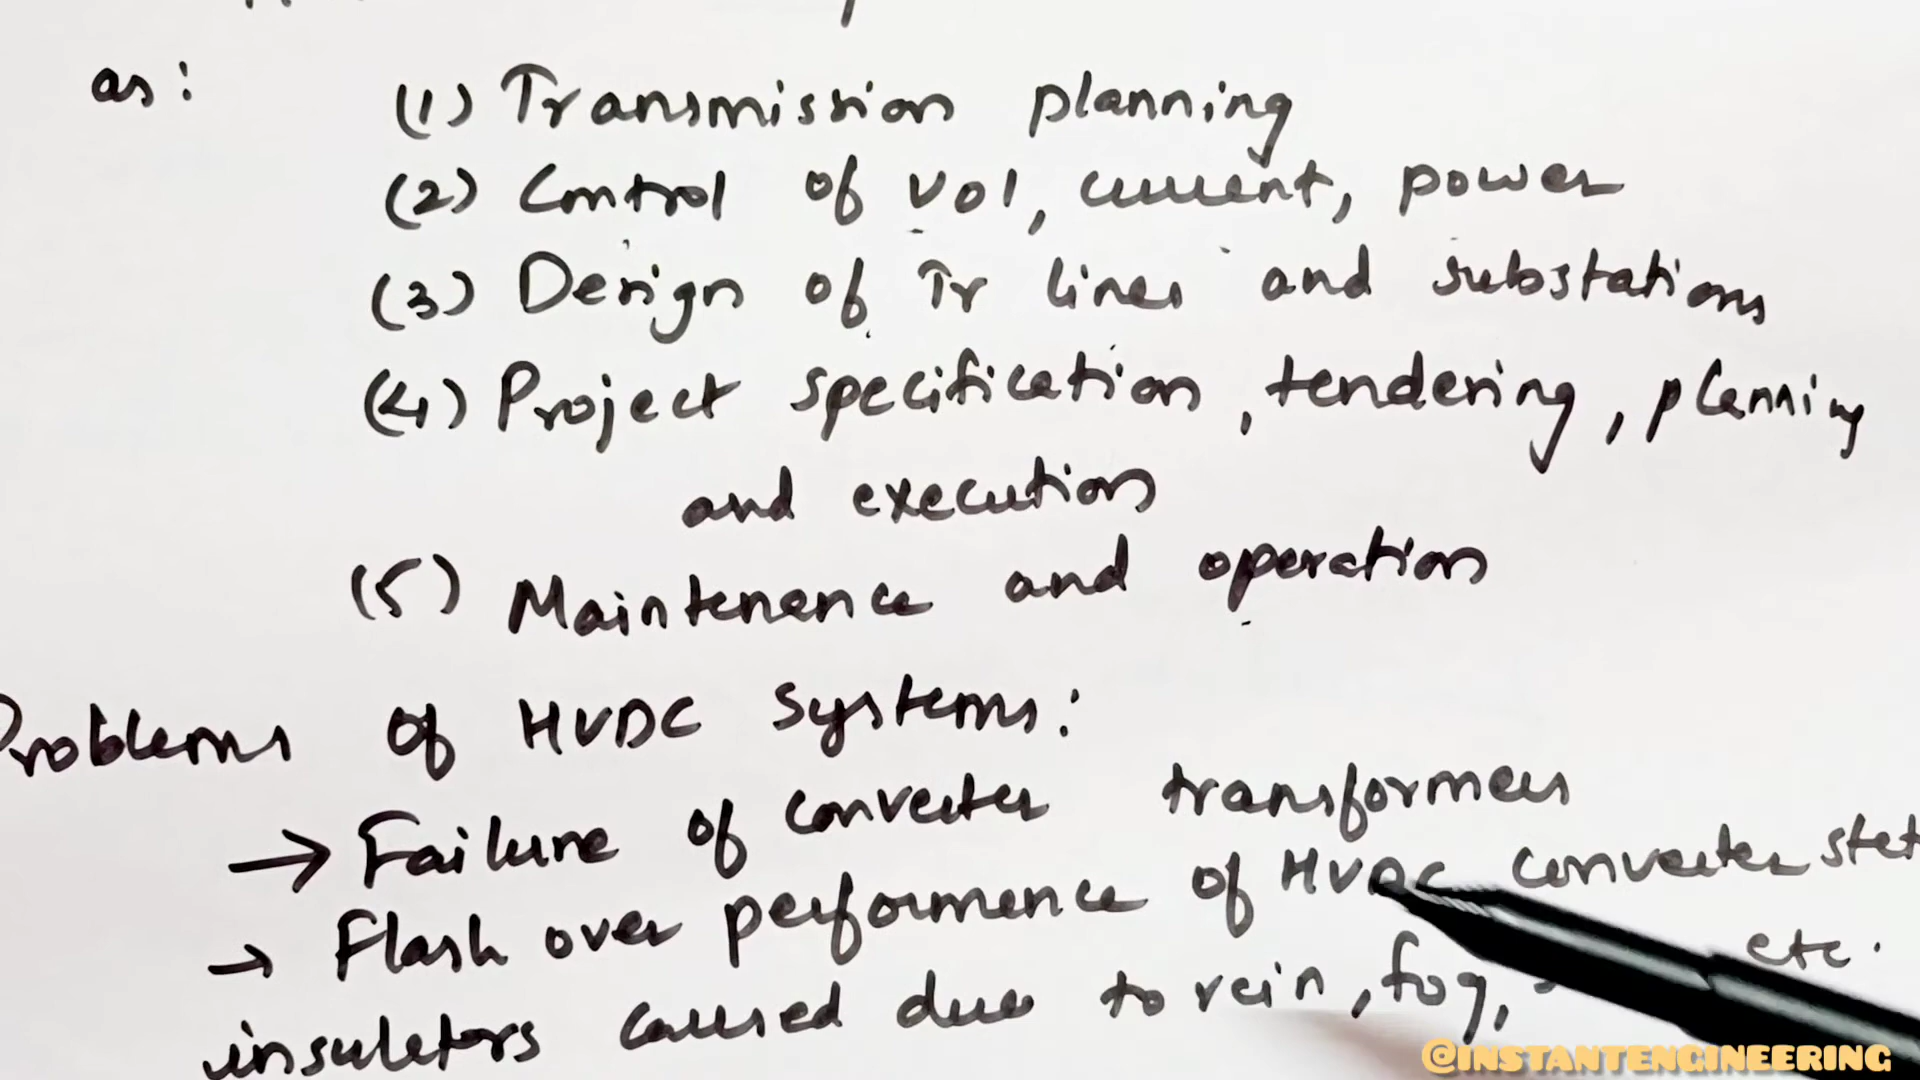 as:
(1) Transmission planning
(2) Control of vol, current, power
(3) Design of Tr lines and substations
(4) Project specification, tendering, planning
and execution
(5) Maintenence and operation
Problems of HVDC systems:
→ Failure of converter transformers
→ Flash over performance of HVDC converter
insulators caused due to rain, fog, etc.
@INSTANTENGINEERING